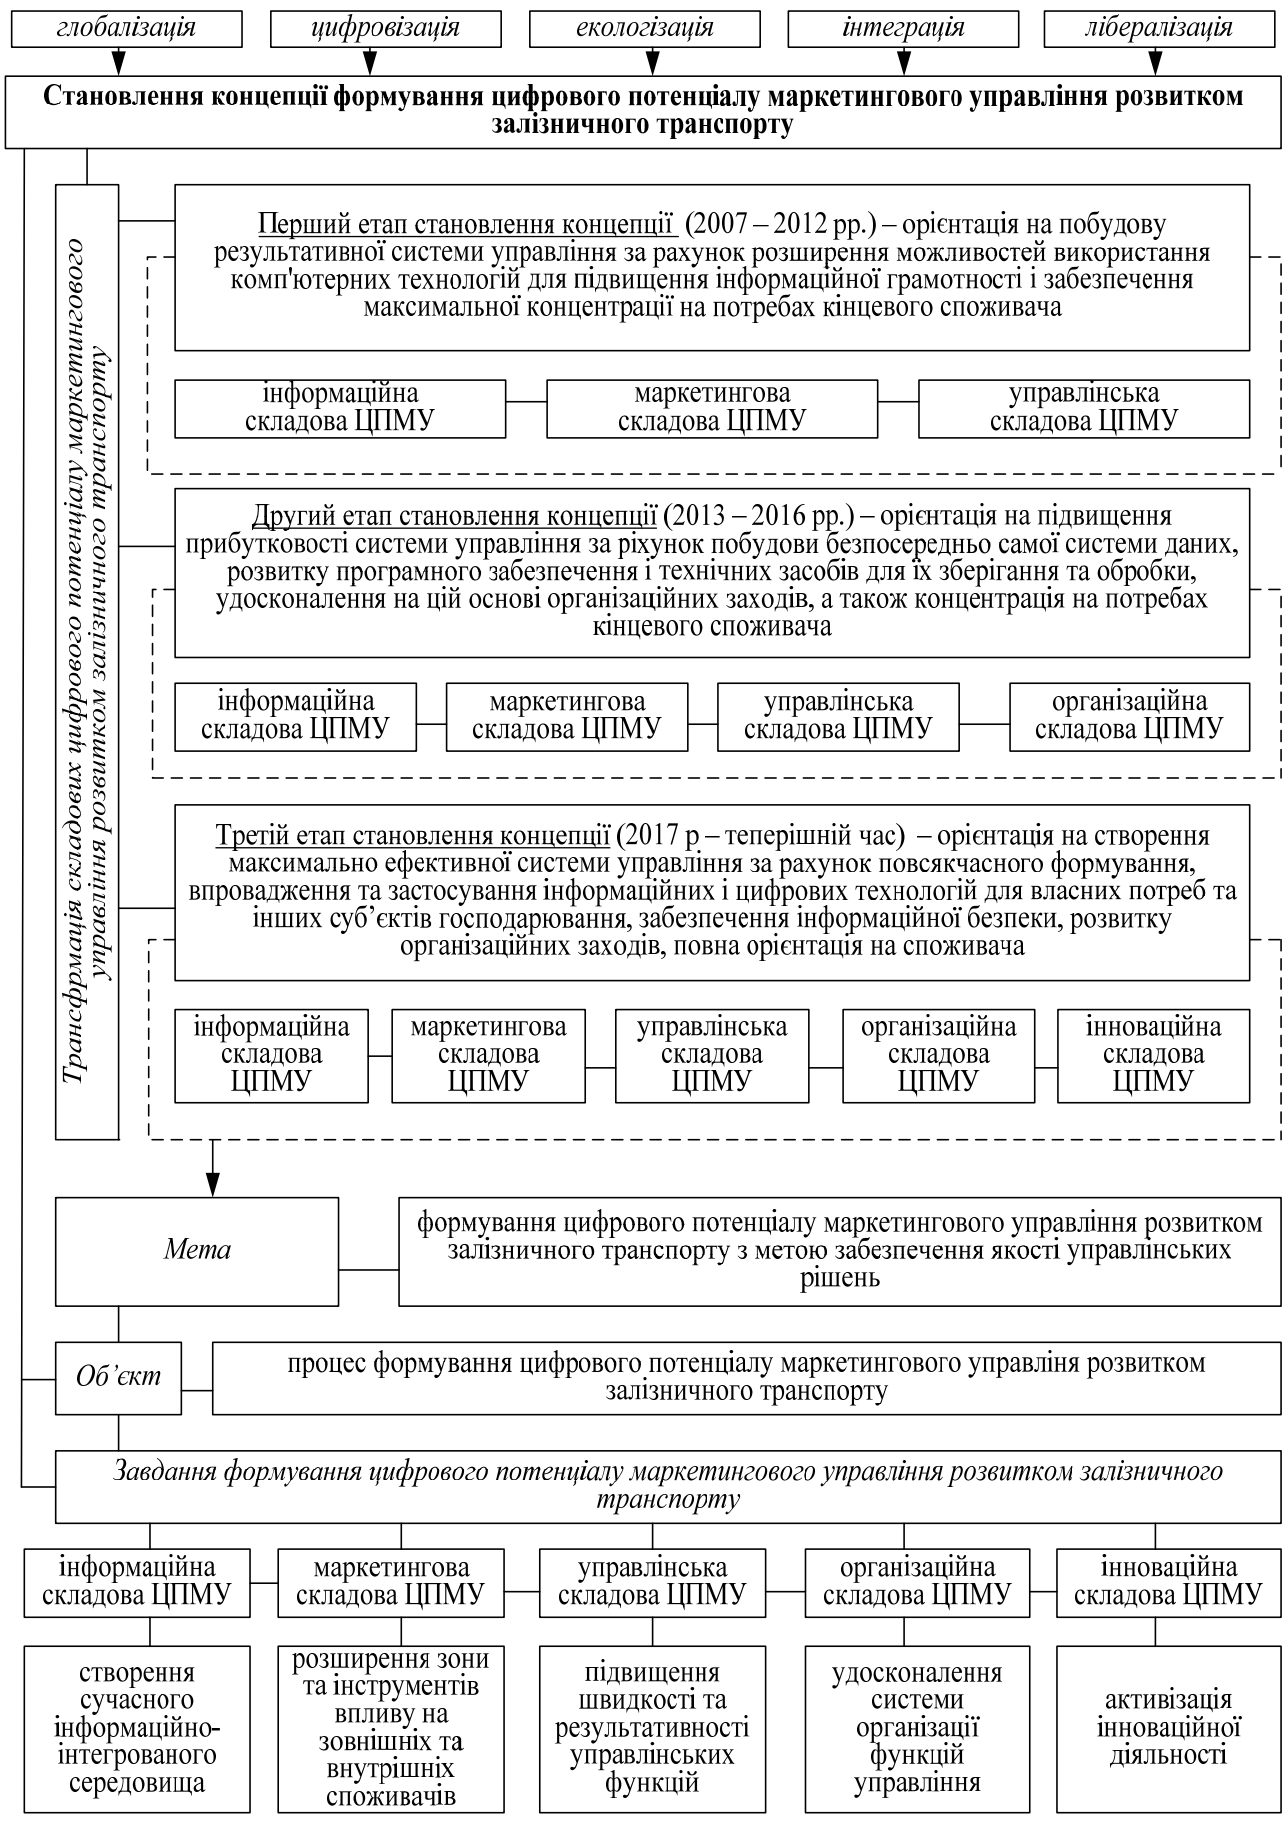 глобалізація
цифровізація
екологізація
інтеграція
лібералізація
Становлення концепції формування цифрового потенціалу маркетингового управління розвитком
залізничного транспорту
Трансфрмація складових цифрового потенціалу маркетингового
управління розвитком залізничного транспорту
Перший етап становлення концепції (2007 – 2012 рр.) – орієнтація на побудову
результативної системи управління за рахунок розширення можливостей використання
комп'ютерних технологій для підвищення інформаційної грамотності і забезпечення
максимальної концентрації на потребах кінцевого споживача
інформаційна
складова ЦПМУ
маркетингова
складова ЦПМУ
управлінська
складова ЦПМУ
Другий етап становлення концепції (2013 – 2016 рр.) – орієнтація на підвищення
прибутковості системи управління за ріхунок побудови безпосередньо самої системи даних,
розвитку програмного забезпечення і технічних засобів для їх зберігання та обробки,
удосконалення на цій основі організаційних заходів, а також концентрація на потребах
кінцевого споживача
інформаційна
складова ЦПМУ
маркетингова
складова ЦПМУ
управлінська
складова ЦПМУ
організаційна
складова ЦПМУ
Третій етап становлення концепції (2017 р – теперішній час) – орієнтація на створення
максимально ефективної системи управління за рахунок повсякчасного формування,
впровадження та застосування інформаційних і цифрових технологій для власних потреб та
інших суб’єктів господарювання, забезпечення інформаційної безпеки, розвитку
організаційних заходів, повна орієнтація на споживача
інформаційна
складова
ЦПМУ
маркетингова
складова
ЦПМУ
управлінська
складова
ЦПМУ
організаційна
складова
ЦПМУ
інноваційна
складова
ЦПМУ
Мета
формування цифрового потенціалу маркетингового управління розвитком
залізничного транспорту з метою забезпечення якості управлінських
рішень
Об’єкт
процес формування цифрового потенціалу маркетингового управліня розвитком
залізничного транспорту
Завдання формування цифрового потенціалу маркетингового управління розвитком залізничного
транспорту
інформаційна
складова ЦПМУ
маркетингова
складова ЦПМУ
управлінська
складова ЦПМУ
організаційна
складова ЦПМУ
інноваційна
складова ЦПМУ
створення
сучасного
інформаційно-
інтегрованого
середовища
розширення зони
та інструментів
впливу на
зовнішніх та
внутрішніх
споживачів
підвищення
швидкості та
результативності
управлінських
функцій
удосконалення
системи
організації
функцій
управління
активізація
інноваційної
діяльності